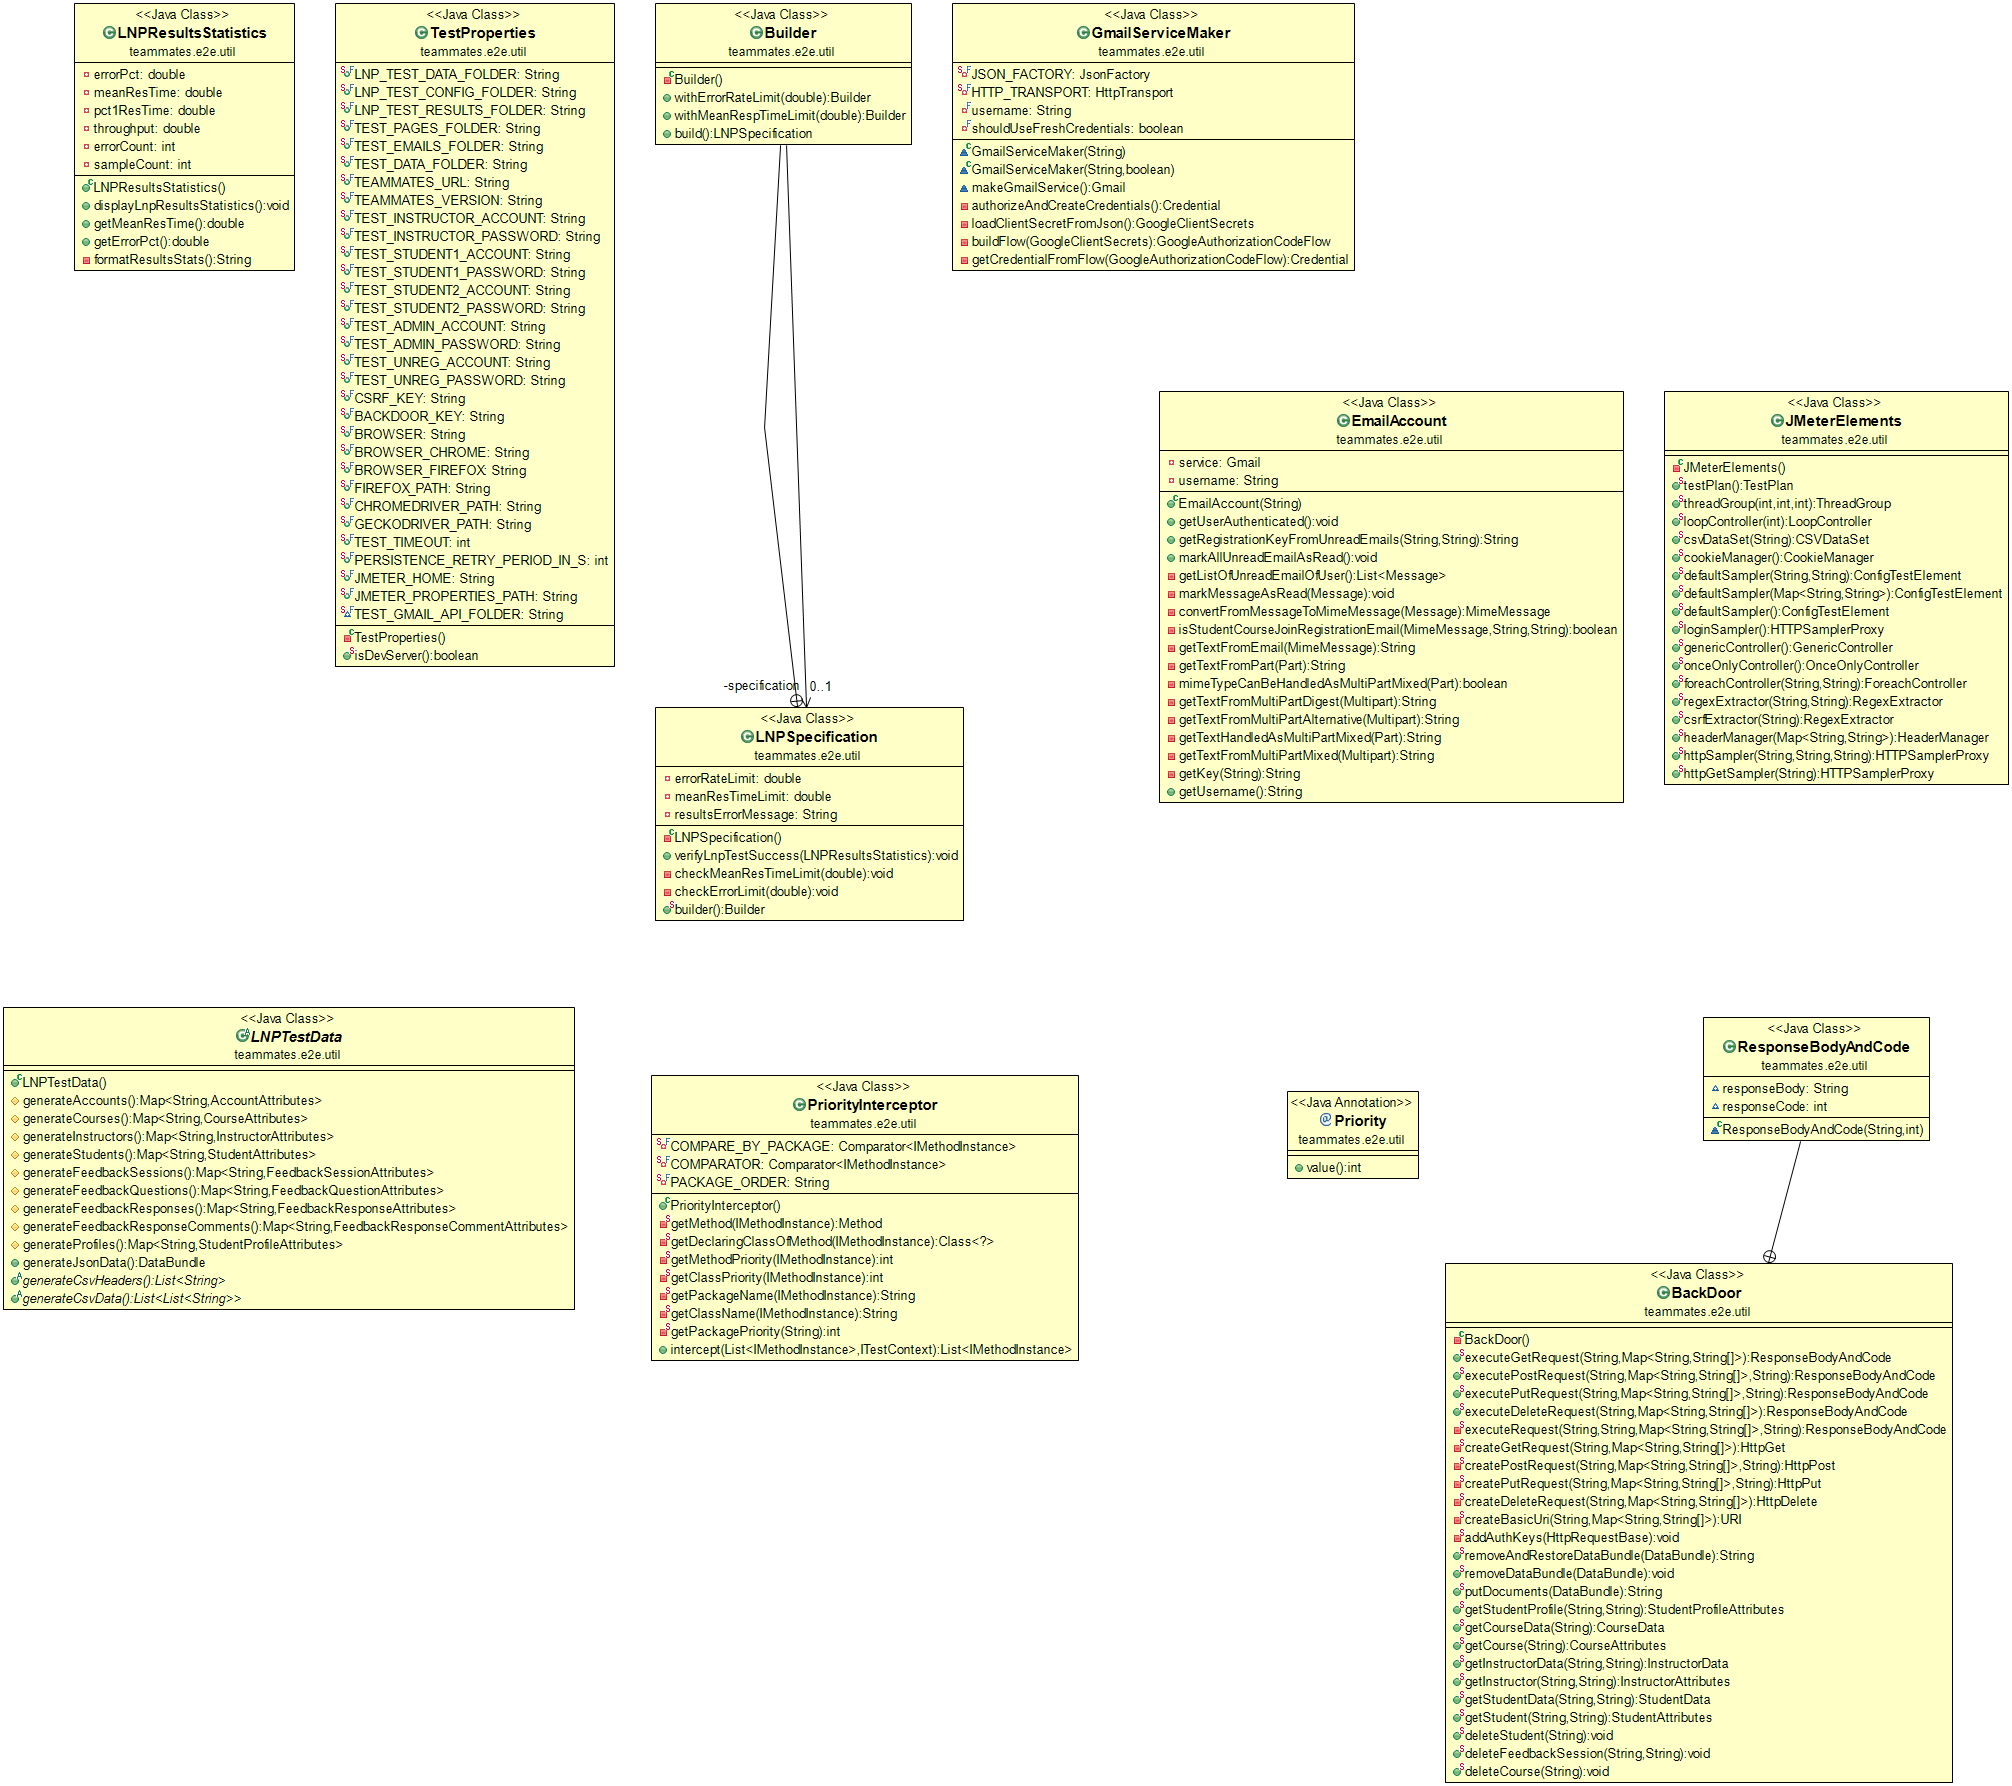 <<Java Class>>
LNPResultsStatistics
teammates.e2e.util
errorPct: double
meanResTime: double
pct1ResTime: double
throughput: double
errorCount: int
sampleCount: int
LNPResultsStatistics()
displayLnpResultsStatistics():void
getMeanResTime():double
getErrorPct():double
formatResultsStats():String
<<Java Class>>
TestProperties
teammates.e2e.util
LNP_TEST_DATA_FOLDER: String
LNP_TEST_CONFIG_FOLDER: String
LNP_TEST_RESULTS_FOLDER: String
TEST_PAGES_FOLDER: String
TEST_EMAILS_FOLDER: String
TEST_DATA_FOLDER: String
TEAMMATES_URL: String
TEAMMATES_VERSION: String
TEST_INSTRUCTOR_ACCOUNT: String
TEST_INSTRUCTOR_PASSWORD: String
TEST_STUDENT1_ACCOUNT: String
TEST_STUDENT1_PASSWORD: String
TEST_STUDENT2_ACCOUNT: String
TEST_STUDENT2_PASSWORD: String
TEST_ADMIN_ACCOUNT: String
TEST_ADMIN_PASSWORD: String
TEST_UNREG_ACCOUNT: String
TEST_UNREG_PASSWORD: String
CSRF_KEY: String
BACKDOOR_KEY: String
BROWSER: String
BROWSER_CHROME: String
BROWSER_FIREFOX: String
FIREFOX_PATH: String
CHROMEDRIVER_PATH: String
GECKODRIVER_PATH: String
TEST_TIMEOUT: int
PERSISTENCE_RETRY_PERIOD_IN_S: int
JMETER_HOME: String
JMETER_PROPERTIES_PATH: String
TEST_GMAIL_API_FOLDER: String
TestProperties()
isDevServer():boolean
<<Java Class>>
Builder
teammates.e2e.util
Builder()
withErrorRateLimit(double):Builder
withMeanRespTimeLimit(double):Builder
build():LNPSpecification
<<Java Class>>
GmailServiceMaker
teammates.e2e.util
JSON_FACTORY: JsonFactory
HTTP_TRANSPORT: HttpTransport
username: String
shouldUseFreshCredentials: boolean
GmailServiceMaker(String)
GmailServiceMaker(String,boolean)
makeGmailService():Gmail
authorizeAndCreateCredentials():Credential
loadClientSecretFromJson():GoogleClientSecrets
buildFlow(GoogleClientSecrets):GoogleAuthorizationCodeFlow
getCredentialFromFlow(GoogleAuthorizationCodeFlow):Credential
<<Java Class>>
EmailAccount
teammates.e2e.util
service: Gmail
username: String
EmailAccount(String)
getUserAuthenticated():void
getRegistrationKeyFromUnreadEmails(String,String):String
markAllUnreadEmailAsRead():void
getListOfUnreadEmailOfUser():List<Message>
markMessageAsRead(Message):void
convertFromMessageToMimeMessage(Message):MimeMessage
isStudentCourseJoinRegistrationEmail(MimeMessage,String,String):boolean
getTextFromEmail(MimeMessage):String
getTextFromPart(Part):String
mimeTypeCanBeHandledAsMultiPartMixed(Part):boolean
getTextFromMultiPartDigest(Multipart):String
getTextFromMultiPartAlternative(Multipart):String
getTextHandledAsMultiPartMixed(Part):String
getTextFromMultiPartMixed(Multipart):String
getKey(String):String
getUsername():String
<<Java Class>>
JMeterElements
teammates.e2e.util
JMeterElements()
testPlan():TestPlan
threadGroup(int,int,int):ThreadGroup
loopController(int):LoopController
csvDataSet(String):CSVDataSet
cookieManager():CookieManager
defaultSampler(String,String):ConfigTestElement
defaultSampler(Map<String,String>):ConfigTestElement
defaultSampler():ConfigTestElement
loginSampler():HTTPSamplerProxy
genericController():GenericController
onceOnlyController():OnceOnlyController
foreachController(String,String):ForeachController
regexExtractor(String,String):RegexExtractor
csrfExtractor(String):RegexExtractor
headerManager(Map<String,String>):HeaderManager
httpSampler(String,String,String):HTTPSamplerProxy
httpGetSampler(String):HTTPSamplerProxy
-specification 0..1
<<Java Class>>
LNPSpecification
teammates.e2e.util
errorRateLimit: double
meanResTimeLimit: double
resultsErrorMessage: String
LNPSpecification()
verifyLnpTestSuccess(LNPResultsStatistics):void
checkMeanResTimeLimit(double):void
checkErrorLimit(double):void
builder():Builder
<<Java Class>>
LNPTestData
teammates.e2e.util
LNPTestData()
generateAccounts():Map<String,AccountAttributes>
generateCourses():Map<String,CourseAttributes>
generateInstructors():Map<String,InstructorAttributes>
generateStudents():Map<String,StudentAttributes>
generateFeedbackSessions():Map<String,FeedbackSessionAttributes>
generateFeedbackQuestions():Map<String,FeedbackQuestionAttributes>
generateFeedbackResponses():Map<String,FeedbackResponseAttributes>
generateFeedbackResponseComments():Map<String,FeedbackResponseCommentAttributes>
generateProfiles():Map<String,StudentProfileAttributes>
generateJsonData():DataBundle
generateCsvHeaders():List<String>
generateCsvData():List<List<String>>
<<Java Class>>
PriorityInterceptor
teammates.e2e.util
COMPARE_BY_PACKAGE: Comparator<IMethodInstance>
COMPARATOR: Comparator<IMethodInstance>
PACKAGE_ORDER: String
PriorityInterceptor()
getMethod(IMethodInstance):Method
getDeclaringClassOfMethod(IMethodInstance):Class<?>
getMethodPriority(IMethodInstance):int
getClassPriority(IMethodInstance):int
getPackageName(IMethodInstance):String
getClassName(IMethodInstance):String
getPackagePriority(String):int
intercept(List<IMethodInstance>,ITestContext):List<IMethodInstance>
<<Java Annotation>>
Priority
teammates.e2e.util
value():int
<<Java Class>>
ResponseBodyAndCode
teammates.e2e.util
responseBody: String
responseCode: int
ResponseBodyAndCode(String,int)
<<Java Class>>
BackDoor
teammates.e2e.util
BackDoor()
executeGetRequest(String,Map<String,String[]>):ResponseBodyAndCode
executePostRequest(String,Map<String,String[]>,String):ResponseBodyAndCode
executePutRequest(String,Map<String,String[]>,String):ResponseBodyAndCode
executeDeleteRequest(String,Map<String,String[]>):ResponseBodyAndCode
executeRequest(String,String,Map<String,String[]>,String):ResponseBodyAndCode
createGetRequest(String,Map<String,String[]>):HttpGet
createPostRequest(String,Map<String,String[]>,String):HttpPost
createPutRequest(String,Map<String,String[]>,String):HttpPut
createDeleteRequest(String,Map<String,String[]>):HttpDelete
createBasicUri(String,Map<String,String[]>):URI
addAuthKeys(HttpRequestBase):void
removeAndRestoreDataBundle(DataBundle):String
removeDataBundle(DataBundle):void
putDocuments(DataBundle):String
getStudentProfile(String,String):StudentProfileAttributes
getCourseData(String):CourseData
getCourse(String):CourseAttributes
getInstructorData(String,String):InstructorData
getInstructor(String,String):InstructorAttributes
getStudentData(String,String):StudentData
getStudent(String,String):StudentAttributes
deleteStudent(String):void
deleteFeedbackSession(String,String):void
deleteCourse(String):void